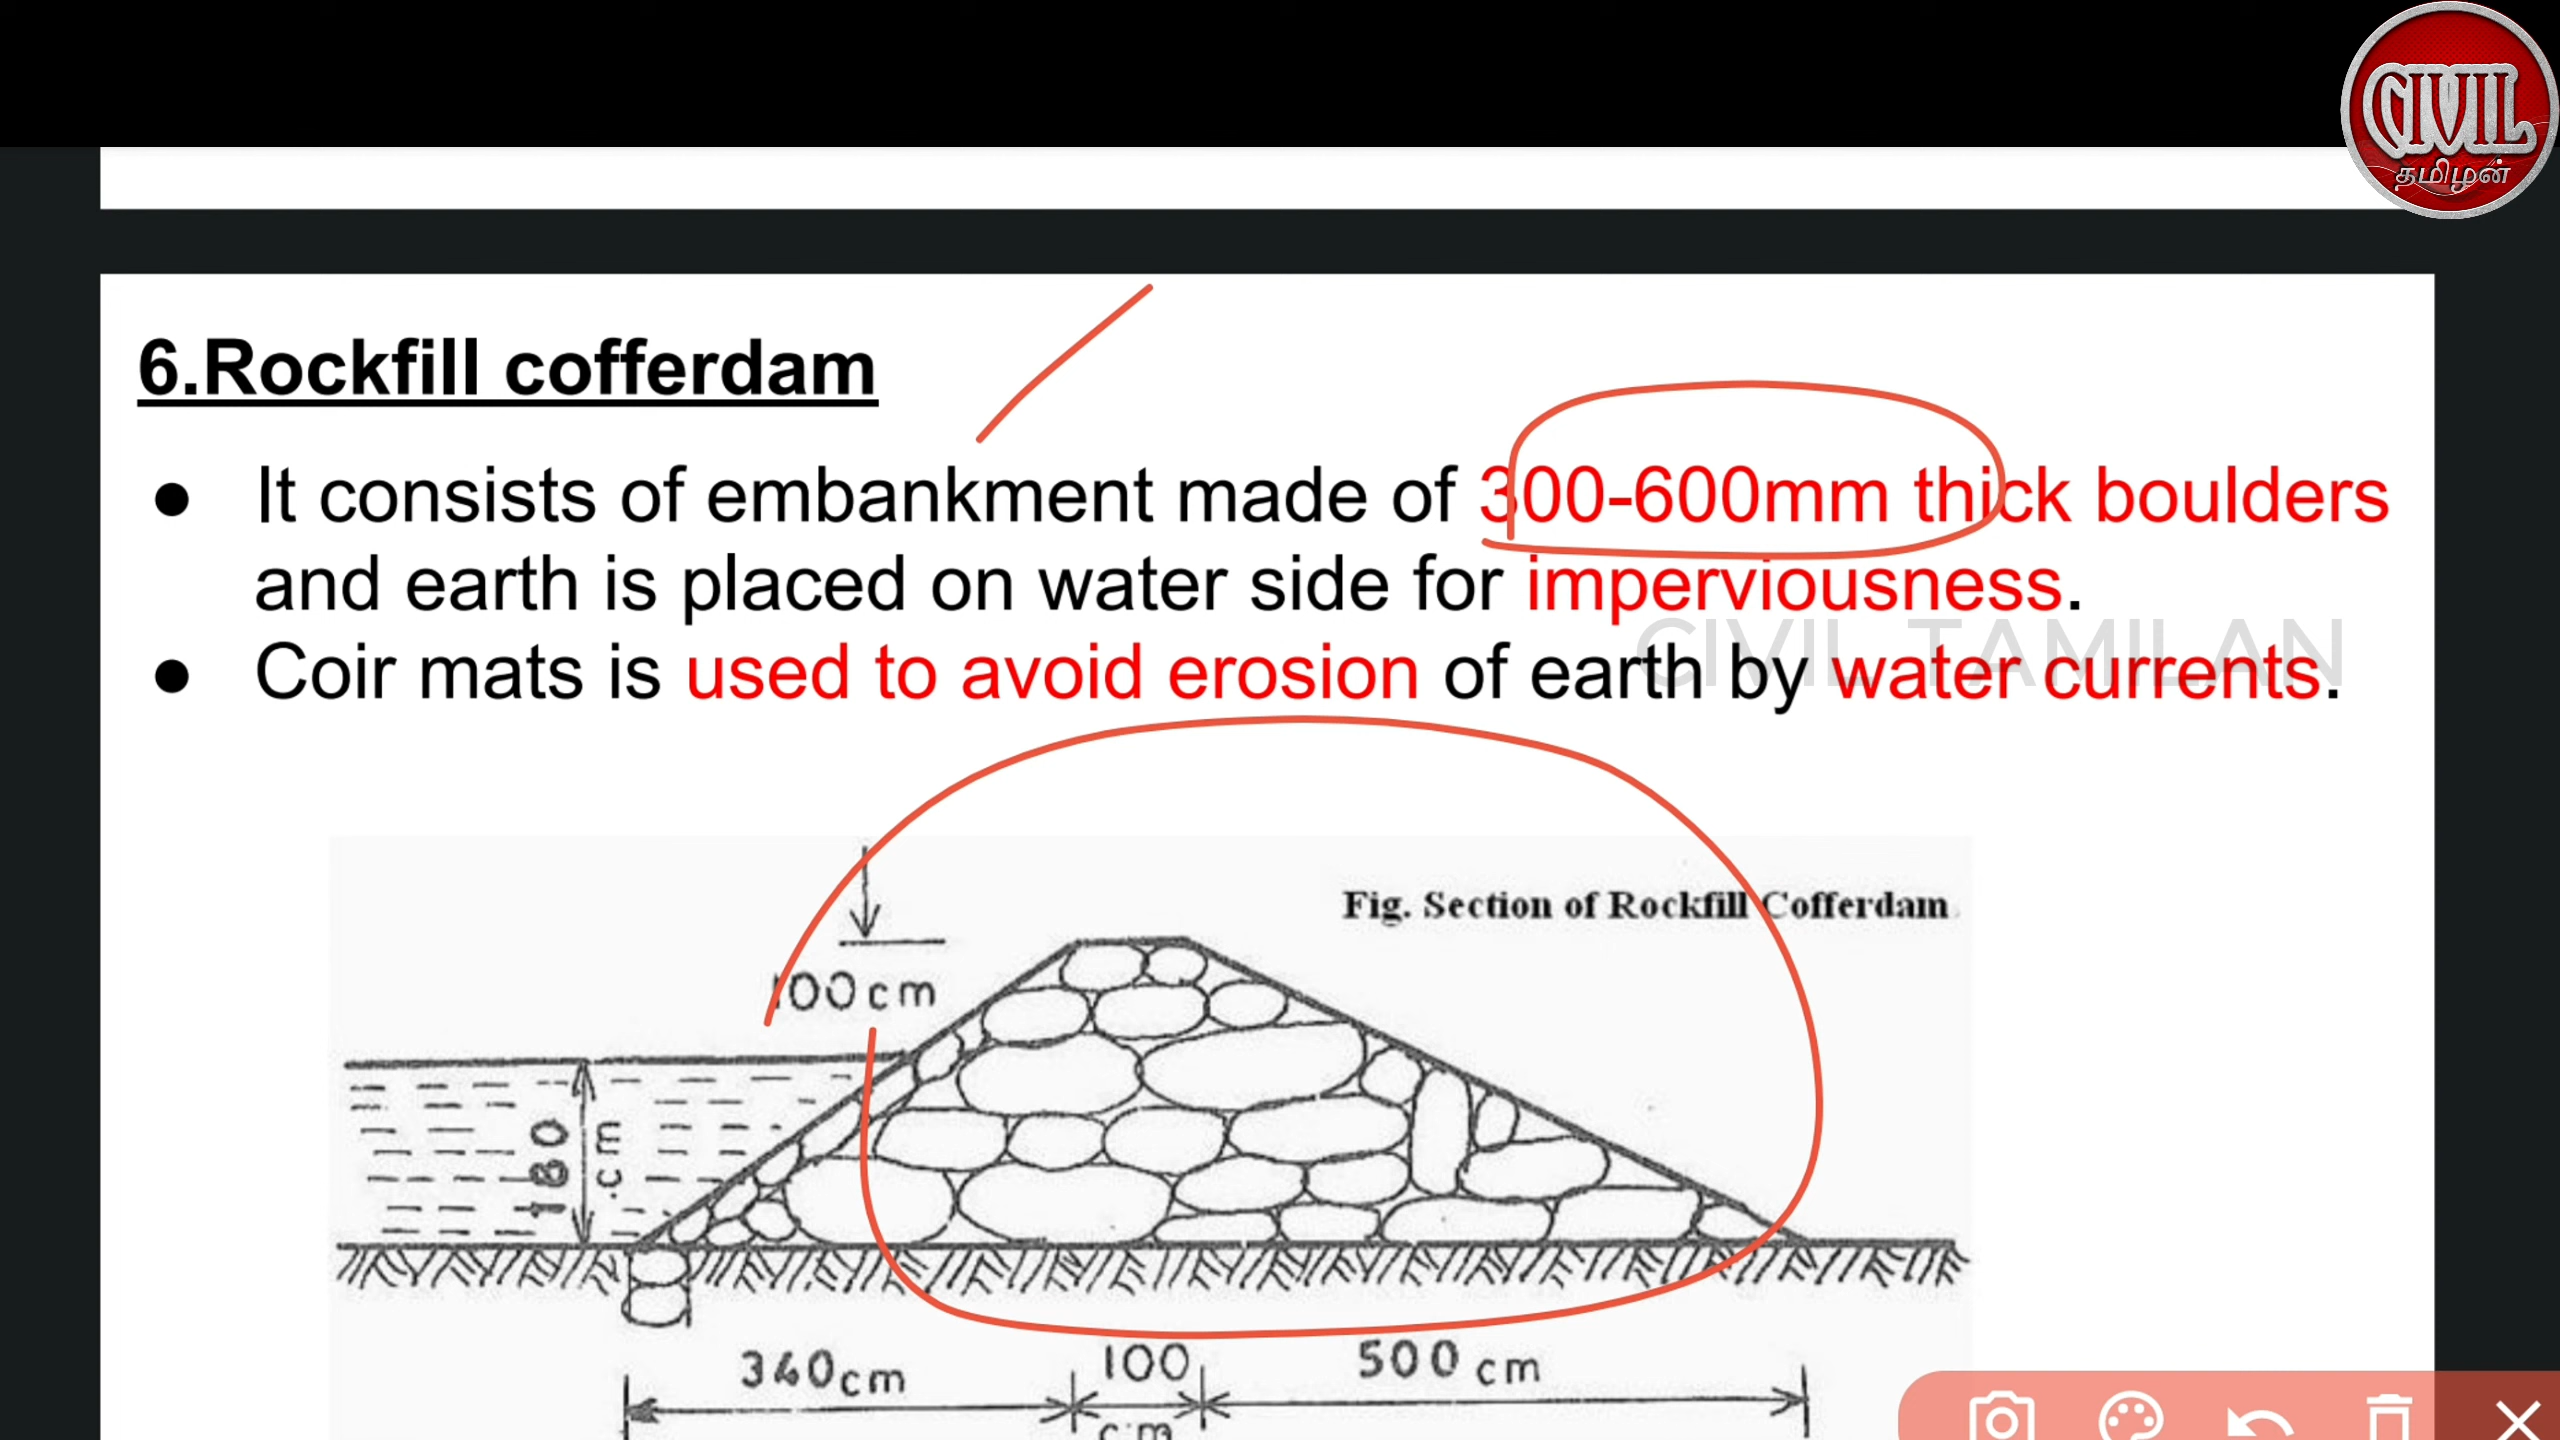 CIVIL
தமிழன்
6.Rockfill cofferdam
● It consists of embankment made of 300-600mm thick boulders
and earth is placed on water side for imperviousness.
CIVIL TAMILAN
● Coir mats is used to avoid erosion of earth by water currents.
Fig. Section of Rockfill Cofferdam
100cm
180 cm
340cm
100 cm
500cm